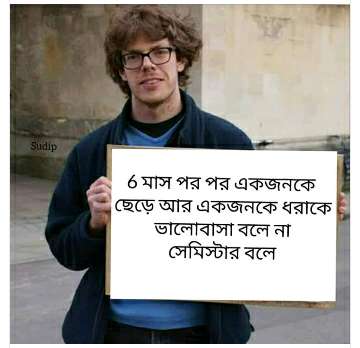 Sudip
6 মাস পর পর একজনকে
ছেড়ে আর একজনকে ধরাকে
ভালোবাসা বলে না
সেমিস্টার বলে